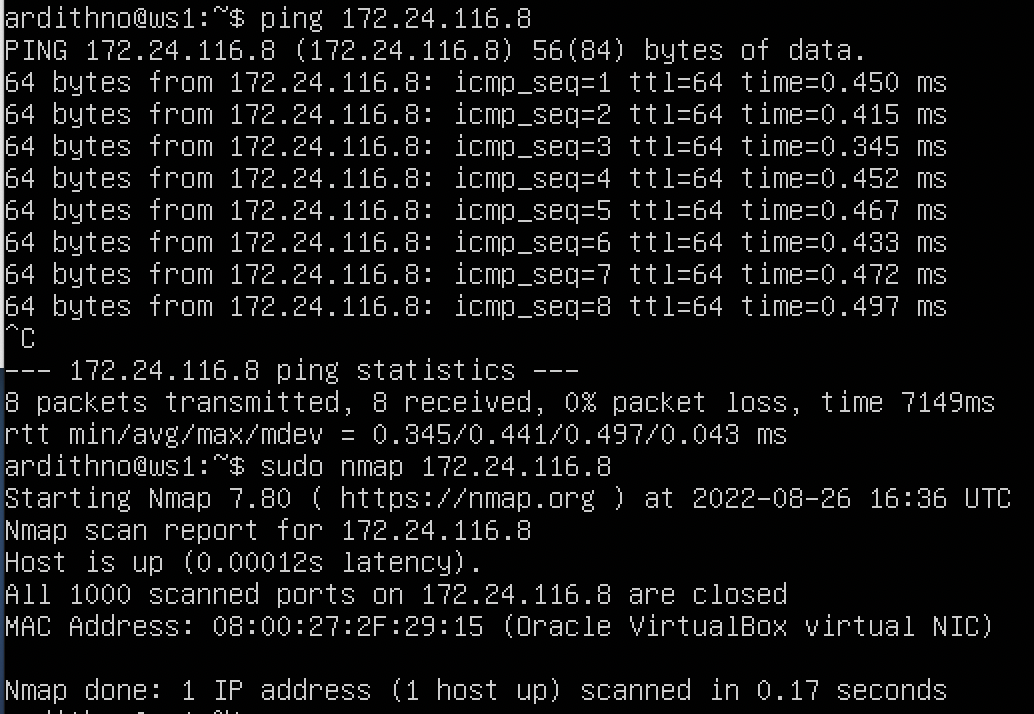 ardithno@ws1:~$ ping 172.24.116.8
PING 172.24.116.8 (172.24.116.8) 56(84) bytes of data.
64 bytes from 172.24.116.8: icmp_seq=1 ttl=64 time=0.450 ms
64 bytes from 172.24.116.8: icmp_seq=2 ttl=64 time=0.415 ms
64 bytes from 172.24.116.8: icmp_seq=3 ttl=64 time=0.345 ms
64 bytes from 172.24.116.8: icmp_seq=4 ttl=64 time=0.452 ms
64 bytes from 172.24.116.8: icmp_seq=5 ttl=64 time=0.467 ms
64 bytes from 172.24.116.8: icmp_seq=6 ttl=64 time=0.433 ms
64 bytes from 172.24.116.8: icmp_seq=7 ttl=64 time=0.472 ms
64 bytes from 172.24.116.8: icmp_seq=8 ttl=64 time=0.497 ms
^C
--- 172.24.116.8 ping statistics ---
8 packets transmitted, 8 received, 0% packet loss, time 7149ms
rtt min/avg/max/mdev = 0.345/0.441/0.497/0.043 ms
ardithno@ws1:~$ sudo nmap 172.24.116.8
Starting Nmap 7.80 ( https://nmap.org ) at 2022-08-26 16:36 UTC
Nmap scan report for 172.24.116.8
Host is up (0.00012s latency).
All 1000 scanned ports on 172.24.116.8 are closed
MAC Address: 08:00:27:2F:29:15 (Oracle VirtualBox virtual NIC)
Nmap done: 1 IP address (1 host up) scanned in 0.17 seconds